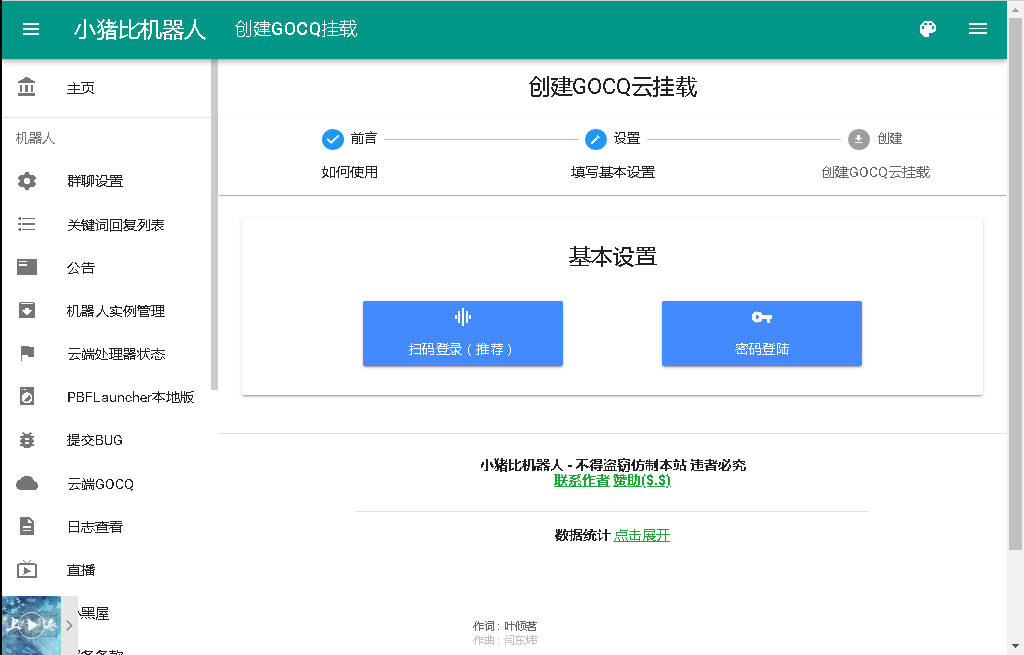 小猪比机器人 创建GOCQ挂载
主页
机器人
群聊设置
关键词回复列表
公告
机器人实例管理
云端处理器状态
PBFLauncher本地版
提交BUG
云端GOCQ
日志查看
直播
小黑屋
创建GOCQ云挂载
前言 设置 创建
如何使用 填写基本设置 创建GOCQ云挂载
基本设置
扫码登录（推荐） 密码登陆
小猪比机器人 - 不得盗窃仿制本站 违者必究
联系作者 赞助($.$)
数据统计 点击展开
作词 : 叶倾茗
作曲 : 闫东炜